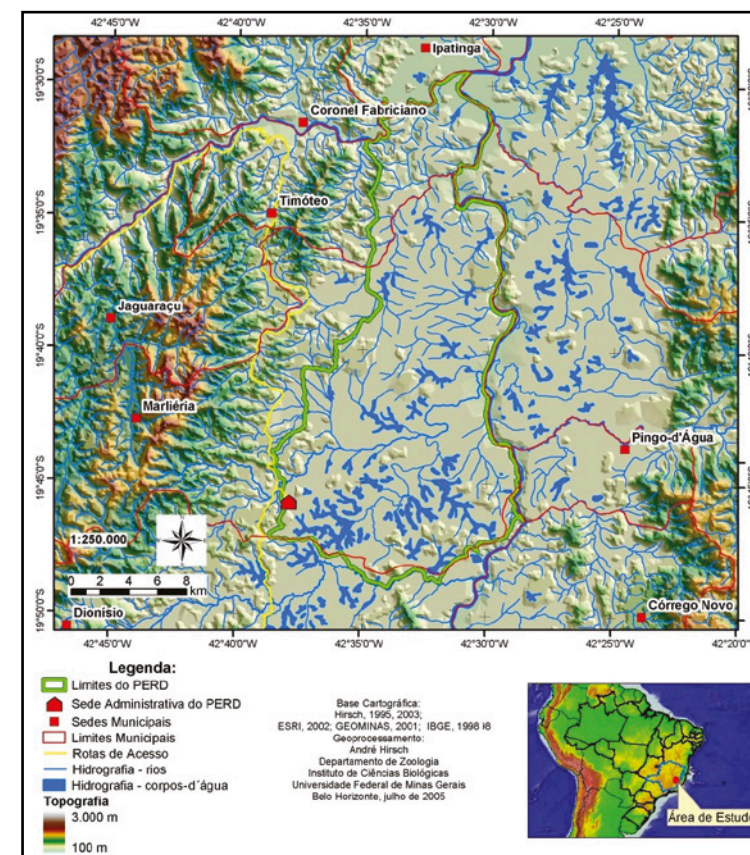 42°45'0"W 42°40'0"W 42°35'0"W 42°30'0"W 42°25'0"W 42°20'0"W
19°30'0"S
19°35'0"S
19°40'0"S
19°45'0"S
19°50'0"S
Ipatinga
Coronel Fabriciano
Timóteo
Jaguaraçu
Marliéria
Pingo-d'Água
1:250.000
0 2 4 6 8
km
Dionísio
Córrego Novo
42°45'0"W 42°40'0"W 42°35'0"W 42°30'0"W 42°25'0"W 42°20'0"W
Legenda:
Limites do PERD
Sede Administrativa do PERD
Sedes Municipais
Limites Municipais
Rotas de Acesso
Hidrografia - rios
Hidrografia - corpos-d´água
Topografia
3.000 m
100 m
Base Cartográfica:
Hirsch, 1995, 2003;
ESRI, 2002; GEOMINAS, 2001; IBGE, 1998
Geoprocessamento:
André Hirsch
Departamento de Zoologia
Instituto de Ciências Biológicas
Universidade Federal de Minas Gerais
Belo Horizonte, julho de 2005
Área de Estudo